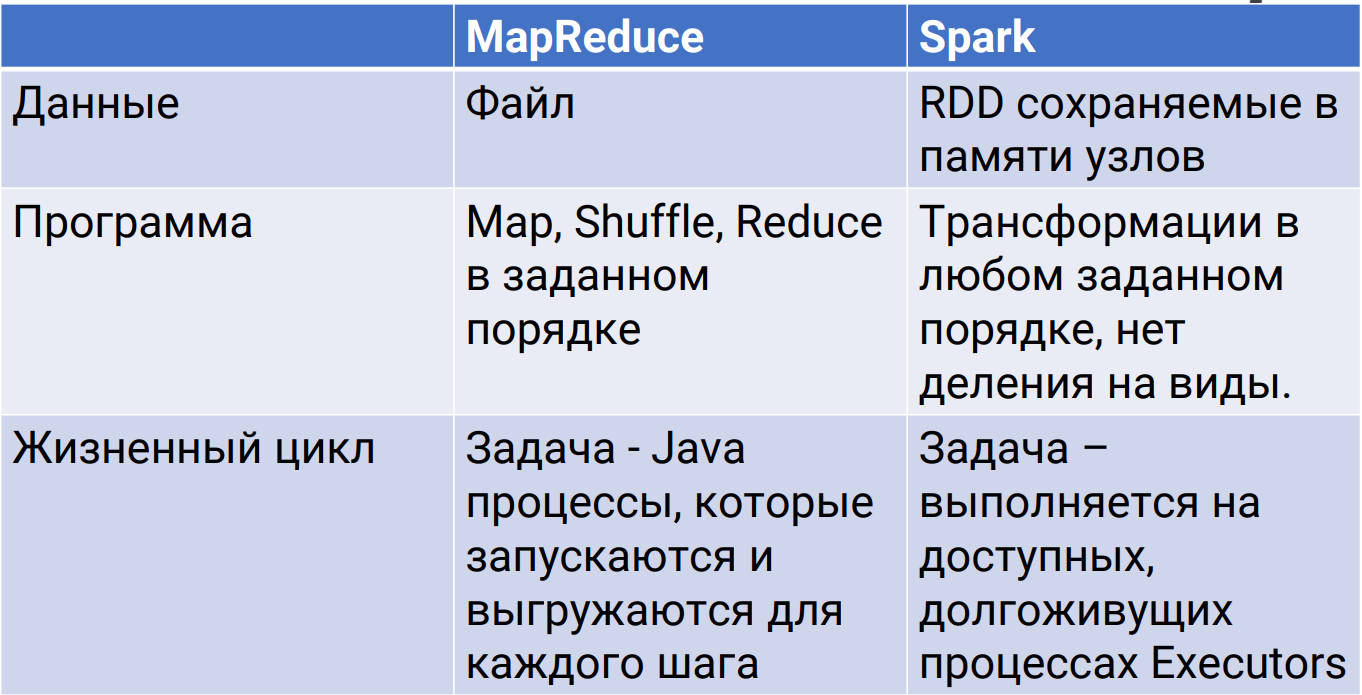 MapReduce
Spark
Данные
Файл
RDD сохраняемые в
памяти узлов
Программа
Map, Shuffle, Reduce
в заданном
порядке
Трансформации в
любом заданном
порядке, нет
деления на виды.
Жизненный цикл
Задача - Java
процессы, которые
запускаются и
выгружаются для
каждого шага
Задача –
выполняется на
доступных,
долгоживущих
процессах Executors